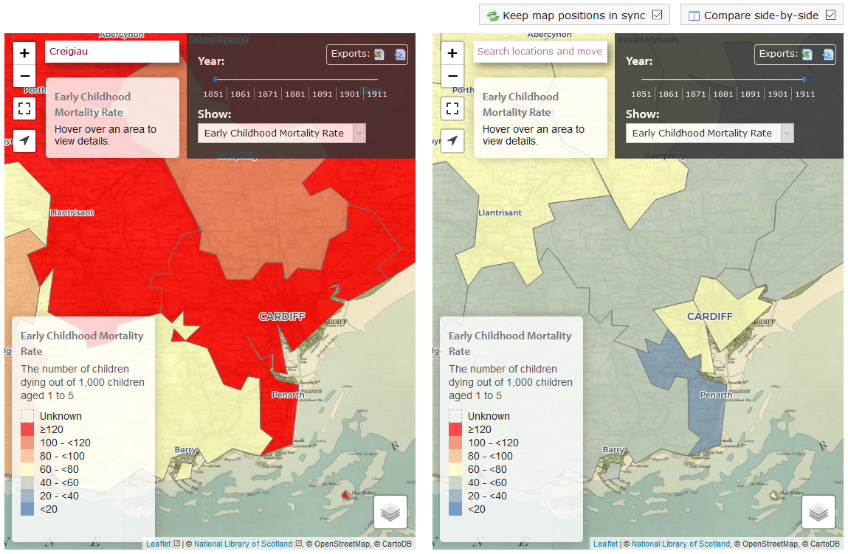 Keep map positions in sync
Compare side-by-side
Abercynon
+
Creigiau
−
Early Childhood
Mortality Rate
Hover over an area to
view details.
Year:
Exports:
1851 1861 1871 1881 1891 1901 1911
Show:
Early Childhood Mortality Rate
Llantrisant
CARDIFF
Penarth
Barry
Early Childhood Mortality
Rate
The number of children
dying out of 1,000 children
aged 1 to 5
Unknown
≥120
100 - <120
80 - <100
60 - <80
40 - <60
20 - <40
<20
Leaflet | © National Library of Scotland, © OpenStreetMap, © CartoDB
Abercynon
Ystrad Mynach
+
Search locations and move
−
Early Childhood
Mortality Rate
Hover over an area to
view details.
Year:
Exports:
1851 1861 1871 1881 1891 1901 1911
Show:
Early Childhood Mortality Rate
Caerphilly
Llantrisant
CARDIFF
Penarth
Barry
Early Childhood Mortality
Rate
The number of children
dying out of 1,000 children
aged 1 to 5
Unknown
≥120
100 - <120
80 - <100
60 - <80
40 - <60
20 - <40
<20
Leaflet | © National Library of Scotland, © OpenStreetMap, © CartoDB